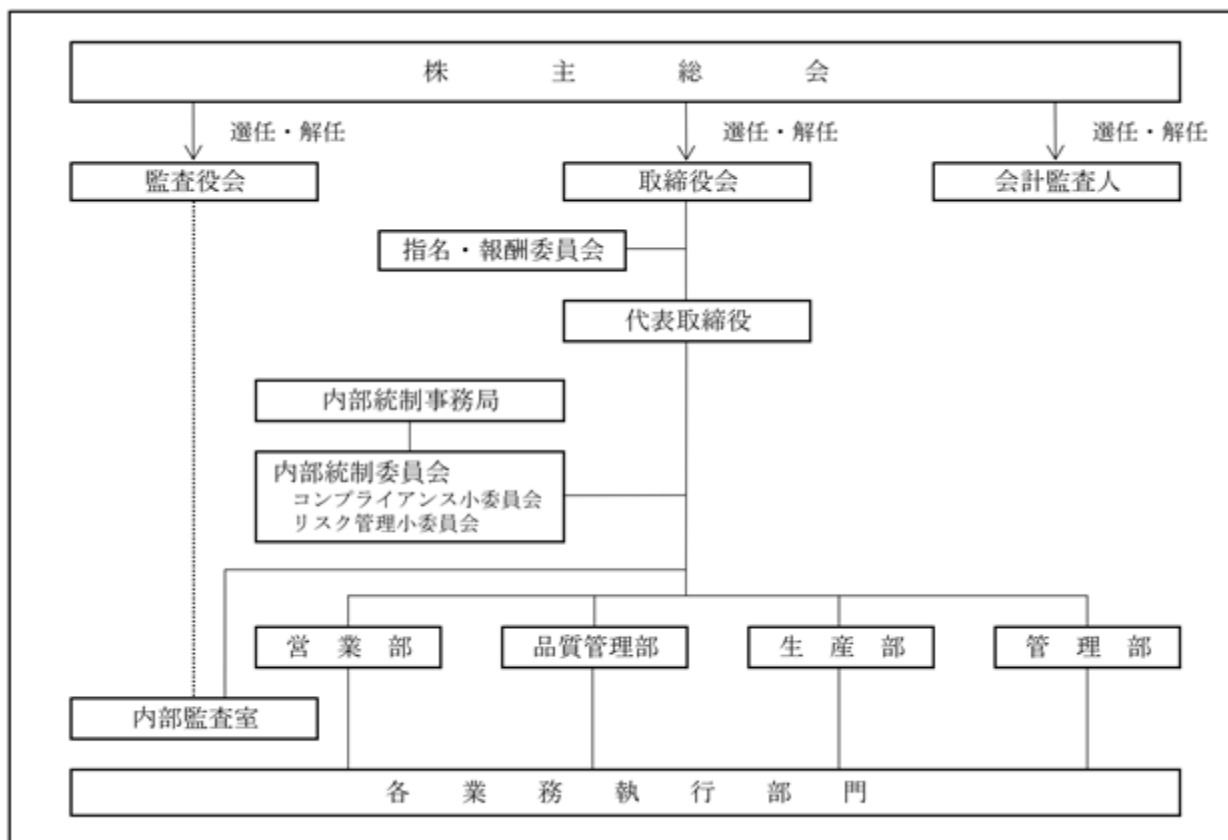 株主総会
選任・解任
選任・解任
選任・解任
監査役会
取締役会
会計監査人
指名・報酬委員会
代表取締役
内部統制事務局
内部統制委員会
コンプライアンス小委員会
リスク管理小委員会
営業部
品質管理部
生産部
管理部
内部監査室
各業務執行部門